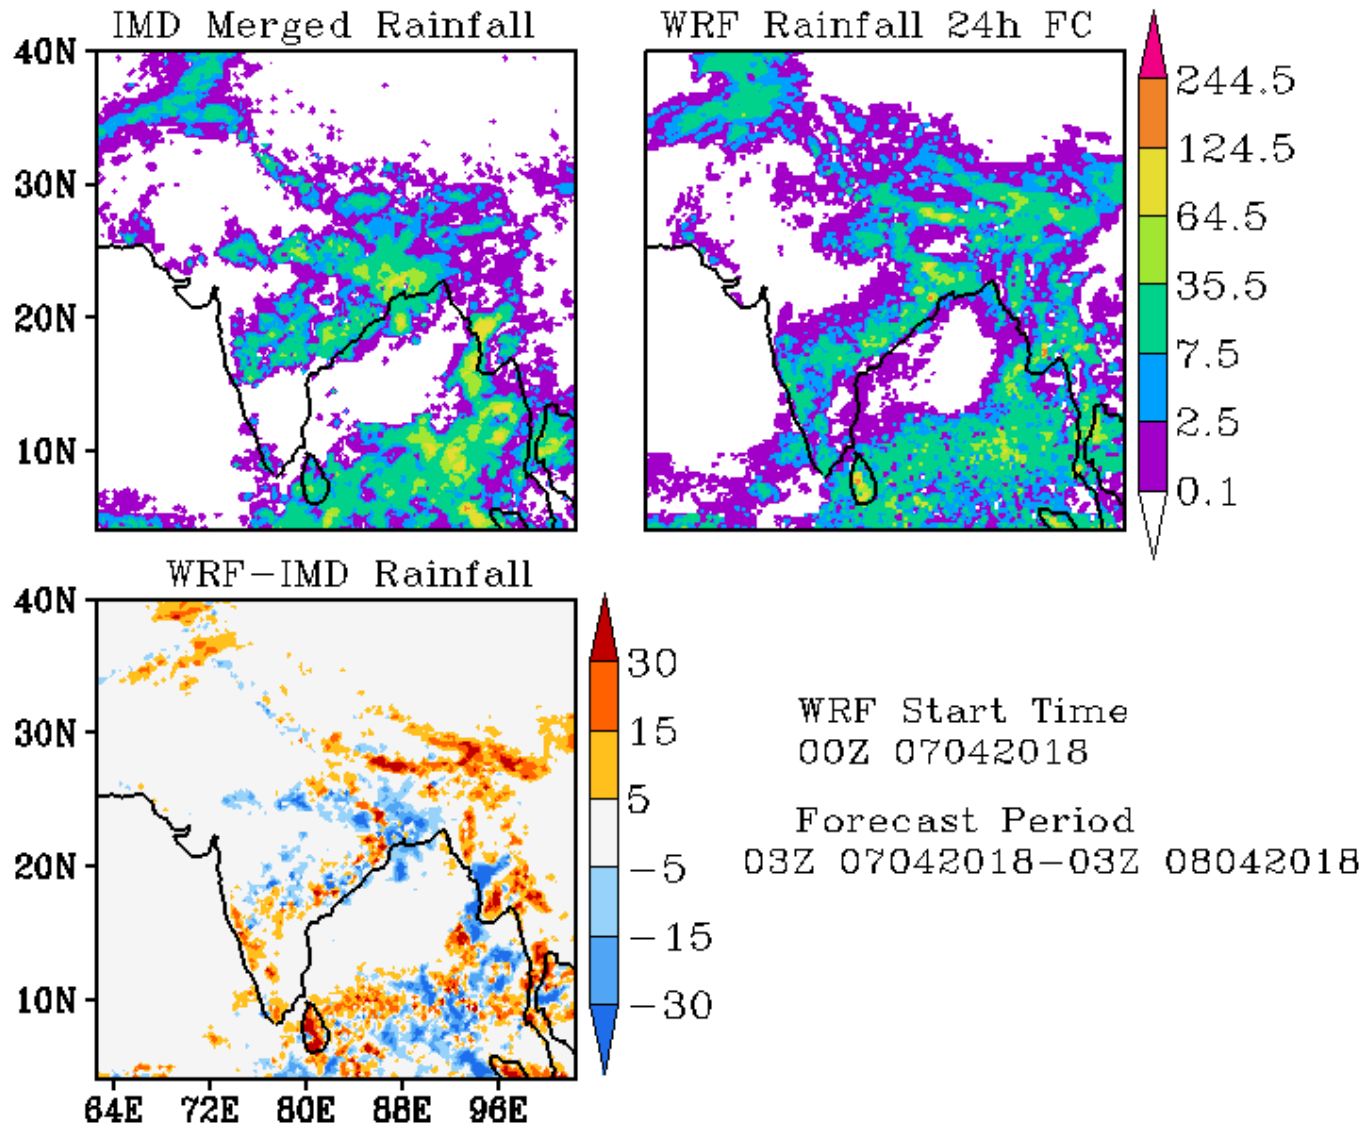 IMD Merged Rainfall
WRF Rainfall 24h FC
40N
30N
20N
10N
244.5
124.5
64.5
35.5
7.5
2.5
0.1
WRF-IMD Rainfall
40N
30N
20N
10N
64E 72E 80E 88E 96E
30
15
5
-5
-15
-30
WRF Start Time
00Z 07042018
Forecast Period
03Z 07042018-03Z 08042018